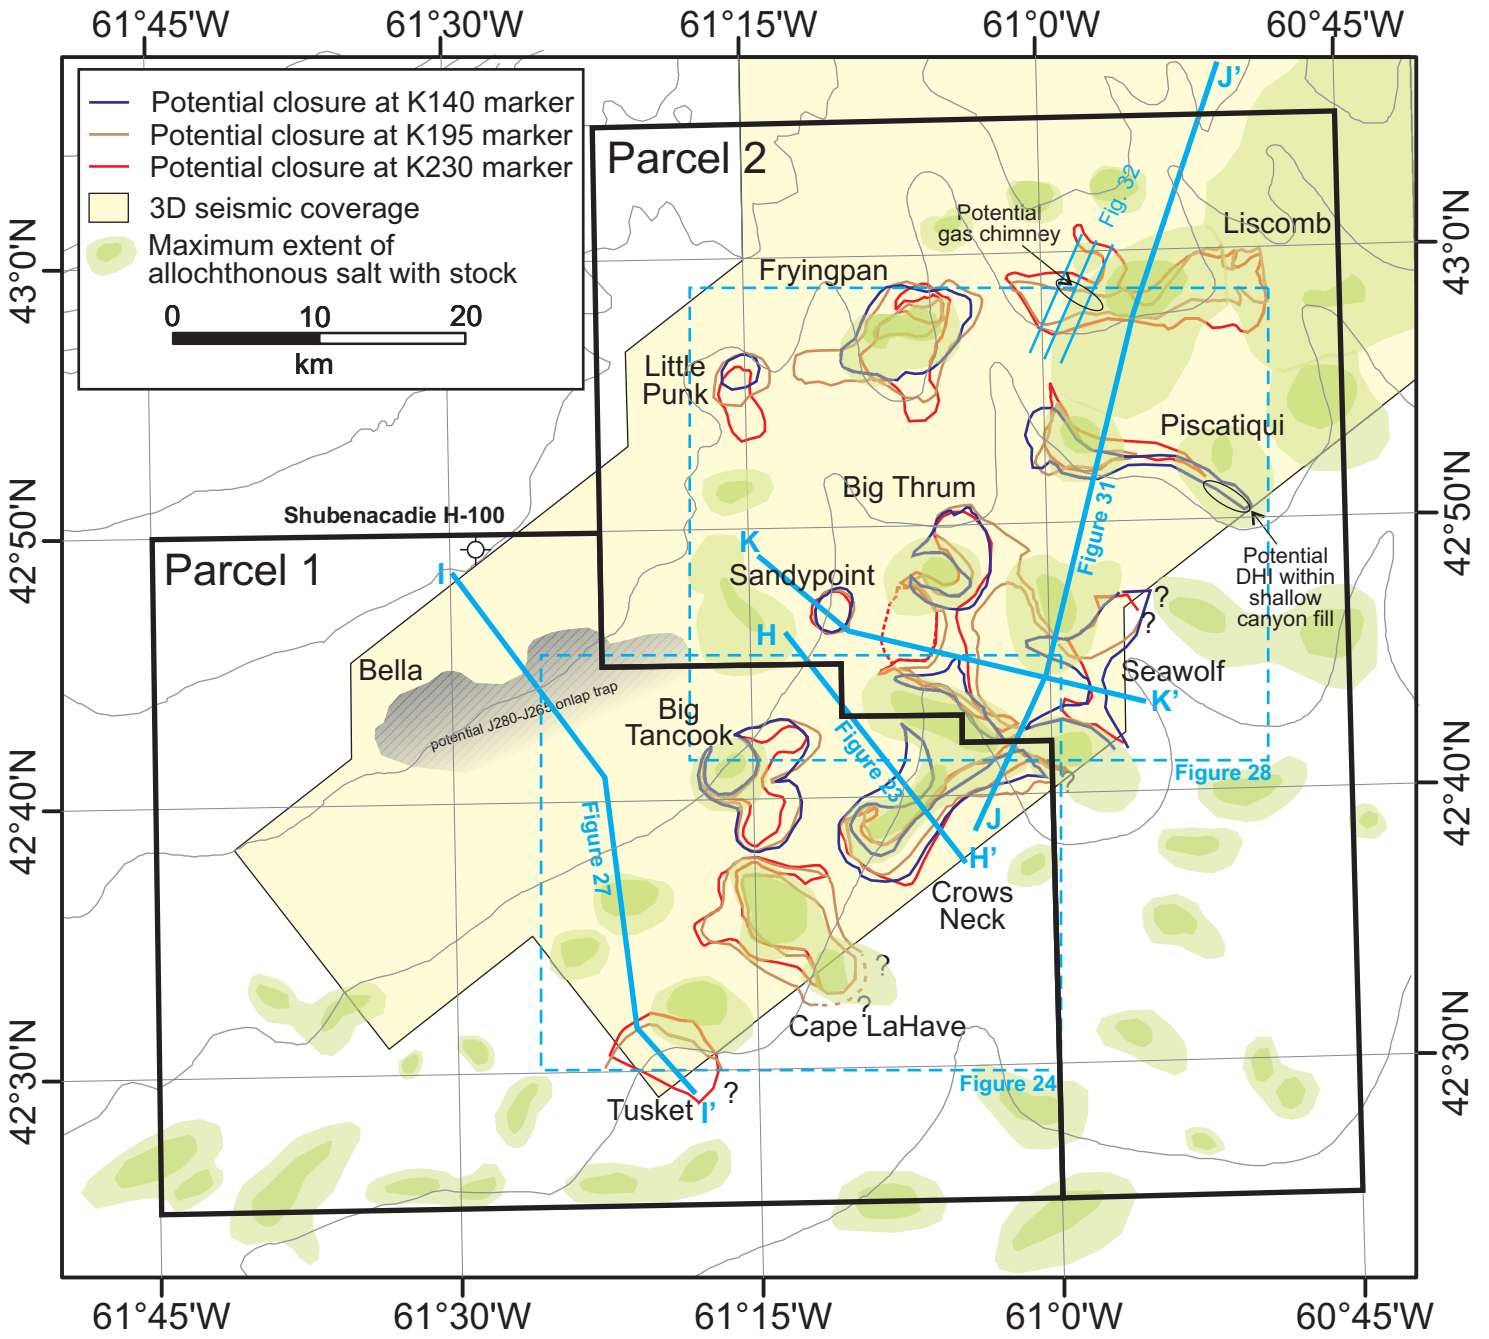 61°45'W 61°30'W 61°15'W 61°0'W 60°45'W
Potential closure at K140 marker
Potential closure at K195 marker
Potential closure at K230 marker
3D seismic coverage
Maximum extent of
allochthonous salt with stock
0 10 20
km
J'
Parcel 2
Fig. 32
Potential
gas chimney
Liscomb
43°0'N
43°0'N
Fryingpan
Little
Punk
Piscatiqui
Big Thrum
42°50'N
42°50'N
Shubenacadie H-100
Figure 31
Parcel 1
I
K
Sandypoint
Potential
DHI within
shallow
canyon fill
?
?
H
Bella
Seawolf
K'
potential J280-J265 onlap trap
Big
Tancook
Figure 23
Figure 28
?
42°40'N
42°40'N
Figure 27
J
H'
Crows
Neck
?
?
Cape LaHave
42°30'N
42°30'N
Figure 24
?
Tusket
I'
61°45'W 61°30'W 61°15'W 61°0'W 60°45'W